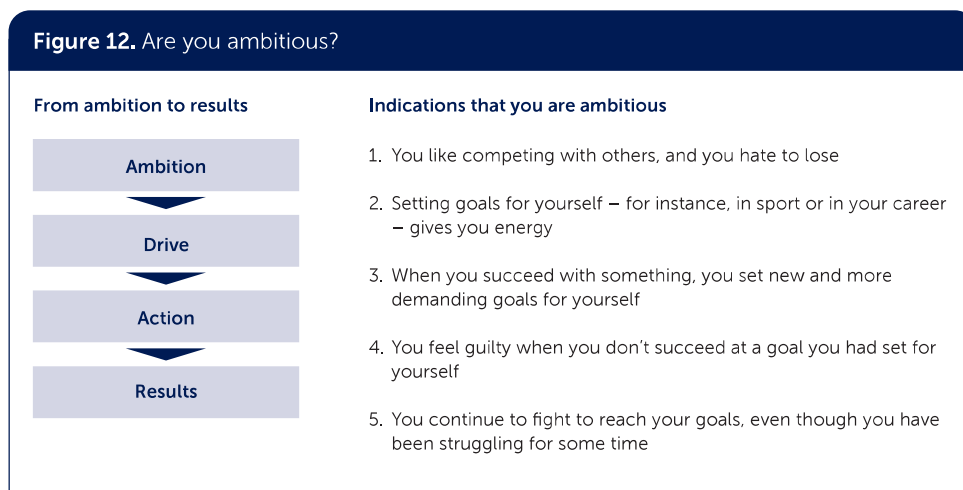 Figure 12. Are you ambitious?
From ambition to results
Ambition
Drive
Action
Results
Indications that you are ambitious
1. You like competing with others, and you hate to lose
2. Setting goals for yourself – for instance, in sport or in your career
– gives you energy
3. When you succeed with something, you set new and more
demanding goals for yourself
4. You feel guilty when you don't succeed at a goal you had set for
yourself
5. You continue to fight to reach your goals, even though you have
been struggling for some time